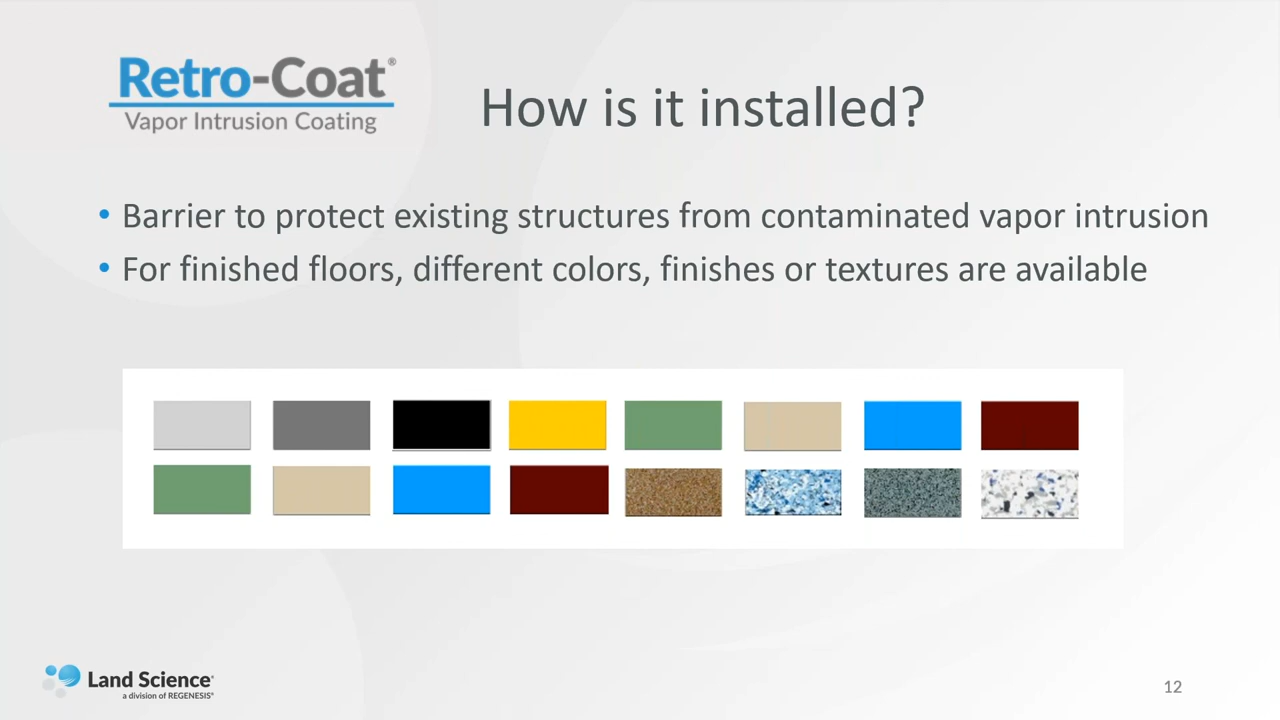 Retro-Coat®
Vapor Intrusion Coating
How is it installed?
• Barrier to protect existing structures from contaminated vapor intrusion
• For finished floors, different colors, finishes or textures are available
Land Science®
a division of REGENESIS®
12